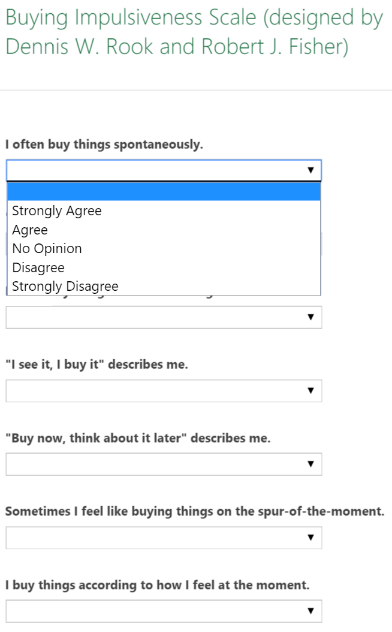 Buying Impulsiveness Scale (designed by
Dennis W. Rook and Robert J. Fisher)
I often buy things spontaneously.
Strongly Agree
Agree
No Opinion
Disagree
Strongly Disagree
"I see it, I buy it" describes me.
"Buy now, think about it later" describes me.
Sometimes I feel like buying things on the spur-of-the-moment.
I buy things according to how I feel at the moment.